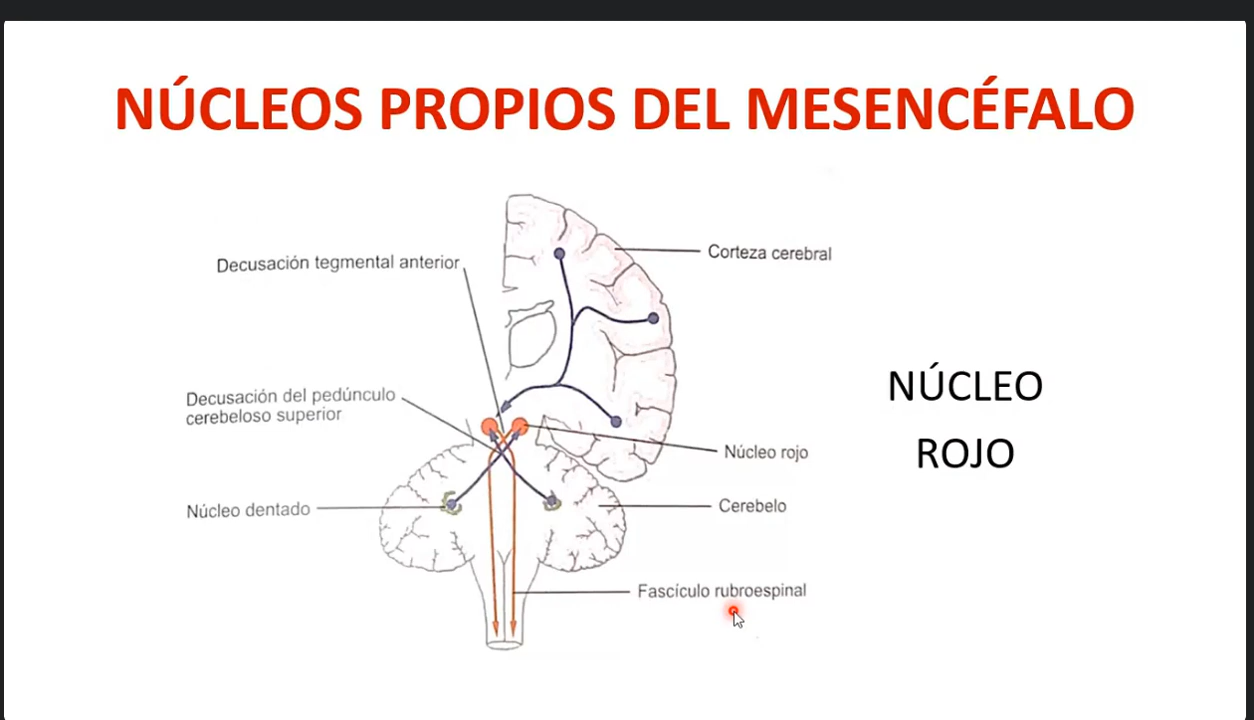 NÚCLEOS PROPIOS DEL MESENCÉFALO
Decusación tegmental anterior
Corteza cerebral
Decusación del pedúnculo
cerebeloso superior
NÚCLEO
ROJO
Núcleo rojo
Núcleo dentado
Cerebelo
Fascículo rubroespinal